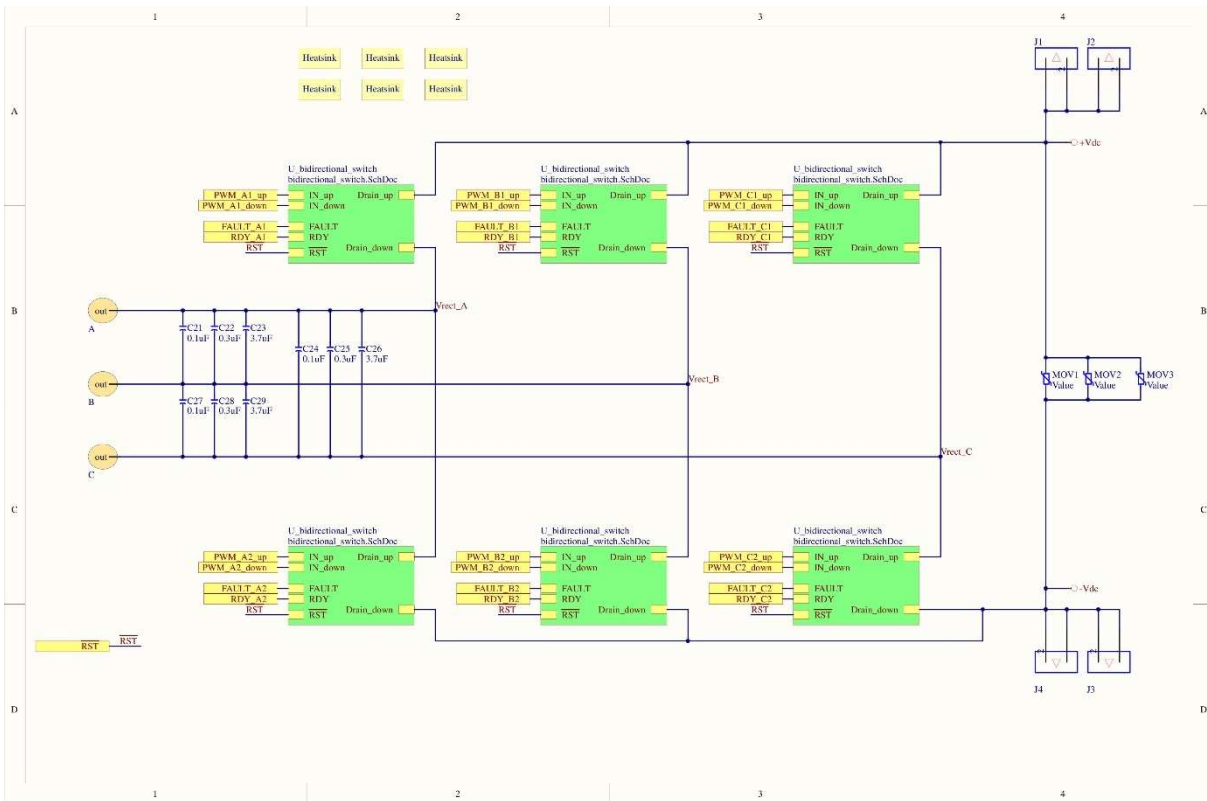 1 2 3 4
Heatsink Heatsink Heatsink
Heatsink Heatsink Heatsink
J1 J2
A A
+Vdc
U_bidirectional_switch U_bidirectional_switch U_bidirectional_switch
bidirectional_switch.SchDoc bidirectional_switch.SchDoc bidirectional_switch.SchDoc
PWM_A1_up IN_up Drain_up PWM_B1_up IN_up Drain_up PWM_C1_up IN_up Drain_up
PWM_A1_down IN_down PWM_B1_down IN_down PWM_C1_down IN_down
FAULT_A1 FAULT FAULT_B1 FAULT FAULT_C1 FAULT
RDY_A1 RDY RDY_B1 RDY RDY_C1 RDY
RST RST Drain_down RST RST Drain_down RST RST Drain_down
out Vrect_A
B B
A
C21 C22 C23
0.1uF 0.3uF 3.7uF
C24 C25 C26
0.1uF 0.3uF 3.7uF
out Vrect_B
B
MOV1 MOV2 MOV3
Value Value Value
C27 C28 C29
0.1uF 0.3uF 3.7uF
out Vrect_C
C
C C
U_bidirectional_switch U_bidirectional_switch U_bidirectional_switch
bidirectional_switch.SchDoc bidirectional_switch.SchDoc bidirectional_switch.SchDoc
PWM_A2_up IN_up Drain_up PWM_B2_up IN_up Drain_up PWM_C2_up IN_up Drain_up
PWM_A2_down IN_down PWM_B2_down IN_down PWM_C2_down IN_down
FAULT_A2 FAULT FAULT_B2 FAULT FAULT_C2 FAULT
-Vdc
RDY_A2 RDY RDY_B2 RDY RDY_C2 RDY
RST RST Drain_down RST RST Drain_down RST RST Drain_down
RST RST
J4 J3
D D
1 2 3 4